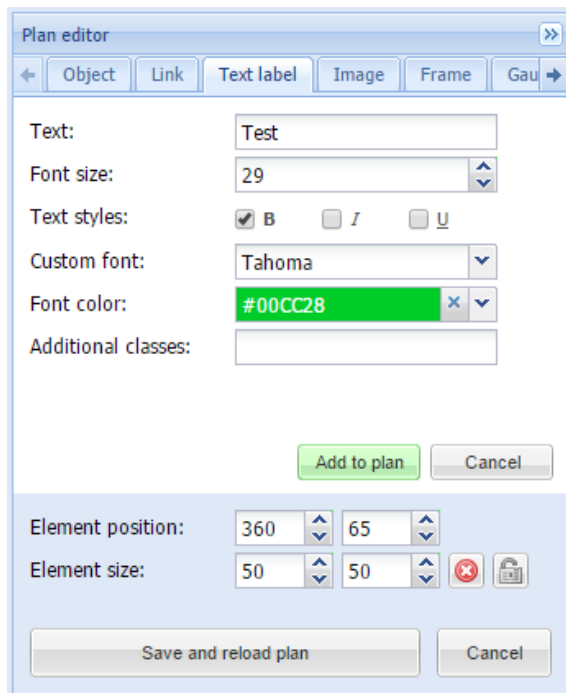 Plan editor
Object Link Text label Image Frame Gau
Text: Test
Font size: 29
Text styles: B I U
Custom font: Tahoma
Font color: #00CC28
Additional classes:
Add to plan Cancel
Element position: 360 65
Element size: 50 50
Save and reload plan Cancel